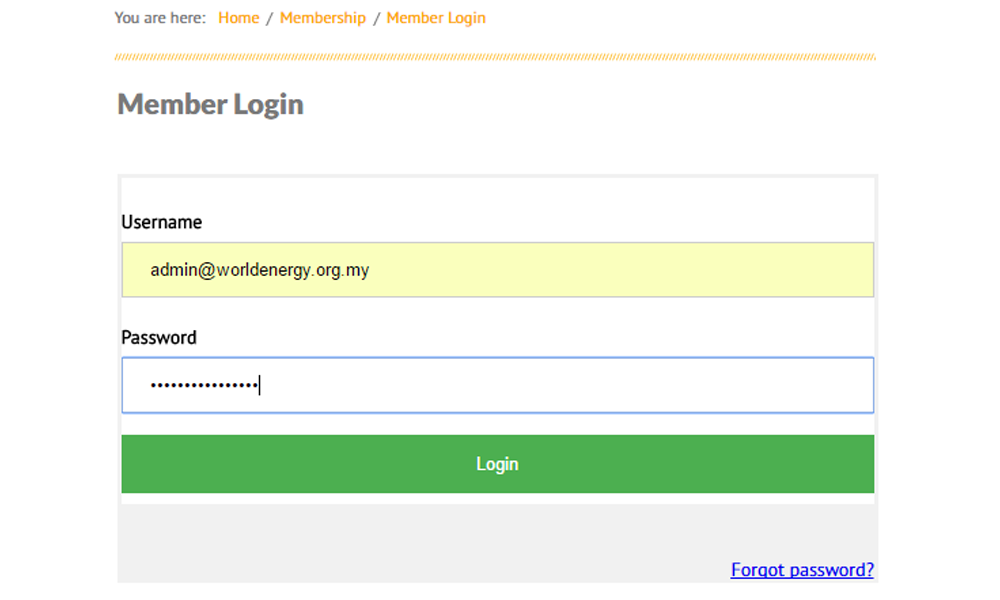 You are here: Home / Membership / Member Login
Member Login
Username
admin@worldenergy.org.my
Password
••••••••••••••••
Login
Forgot password?